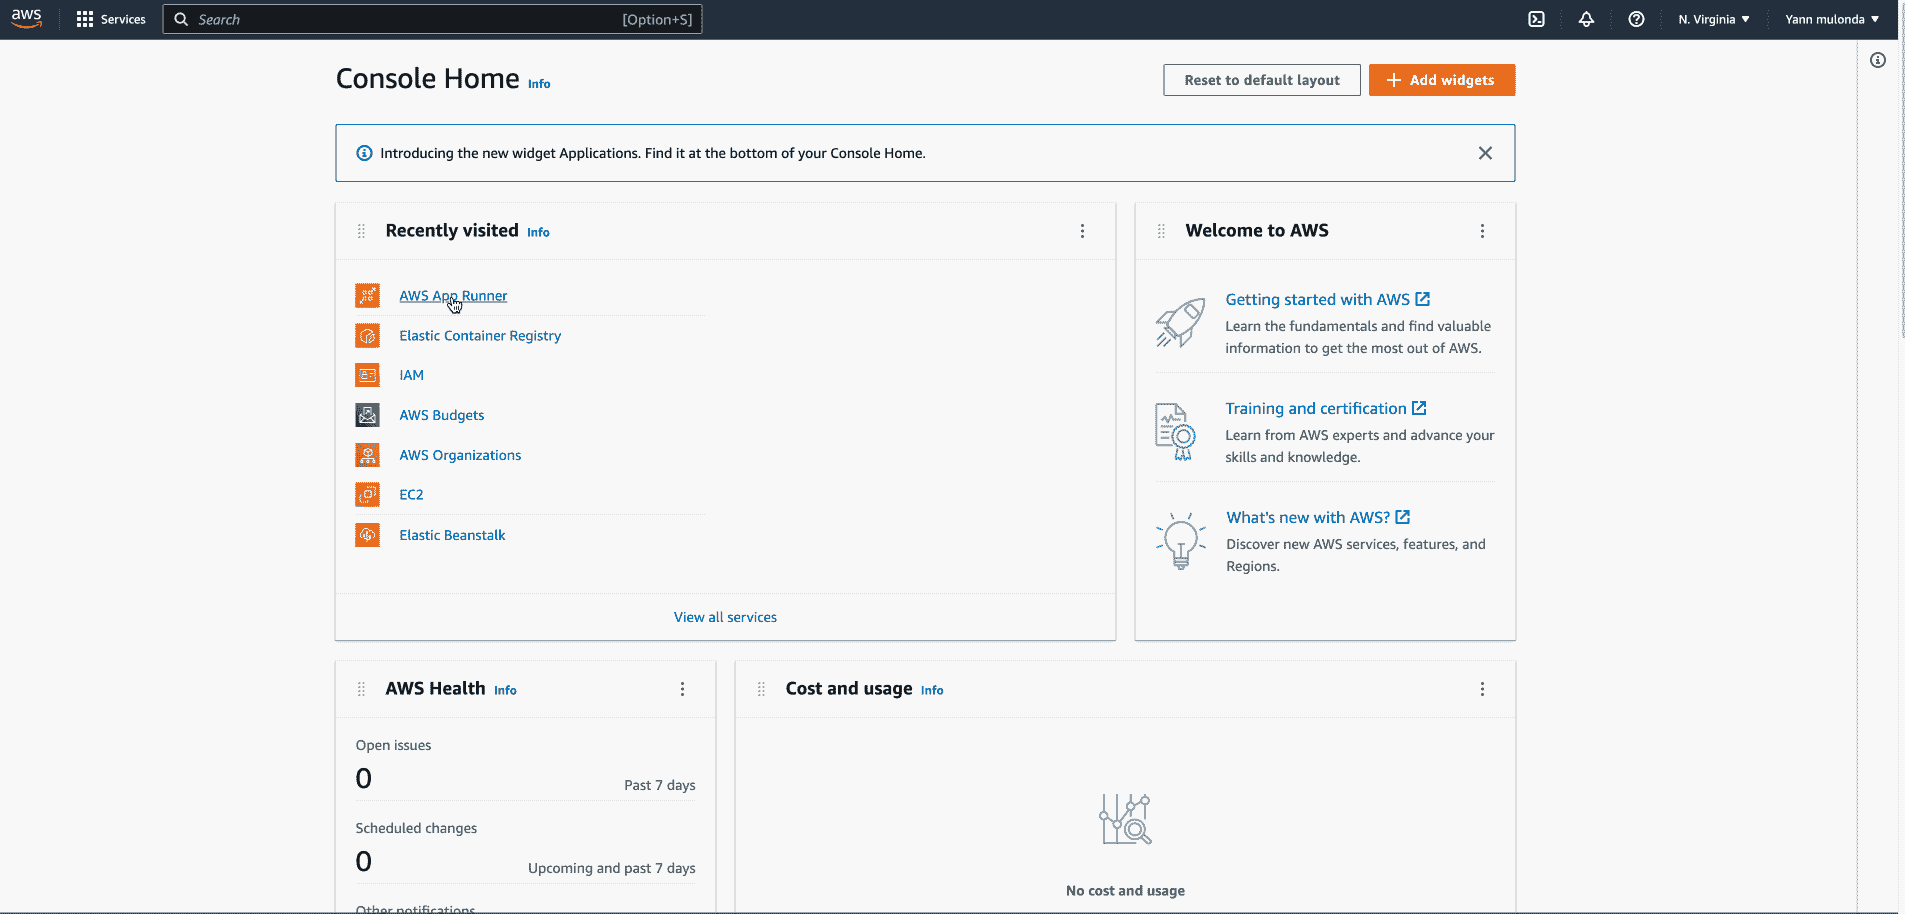 aws
Services
Search
[Option+S]
N. Virginia
Yann mulonda
Console Home
Info
Reset to default layout
Add widgets
Introducing the new widget Applications. Find it at the bottom of your Console Home.
Recently visited
Info
AWS App Runner
Elastic Container Registry
IAM
AWS Budgets
AWS Organizations
EC2
Elastic Beanstalk
View all services
Welcome to AWS
Getting started with AWS
Learn the fundamentals and find valuable
information to get the most out of AWS.
Training and certification
Learn from AWS experts and advance your
skills and knowledge.
What's new with AWS?
Discover new AWS services, features, and
Regions.
AWS Health
Info
Open issues
0
Past 7 days
Scheduled changes
0
Upcoming and past 7 days
Other notifications
Cost and usage
Info
No cost and usage